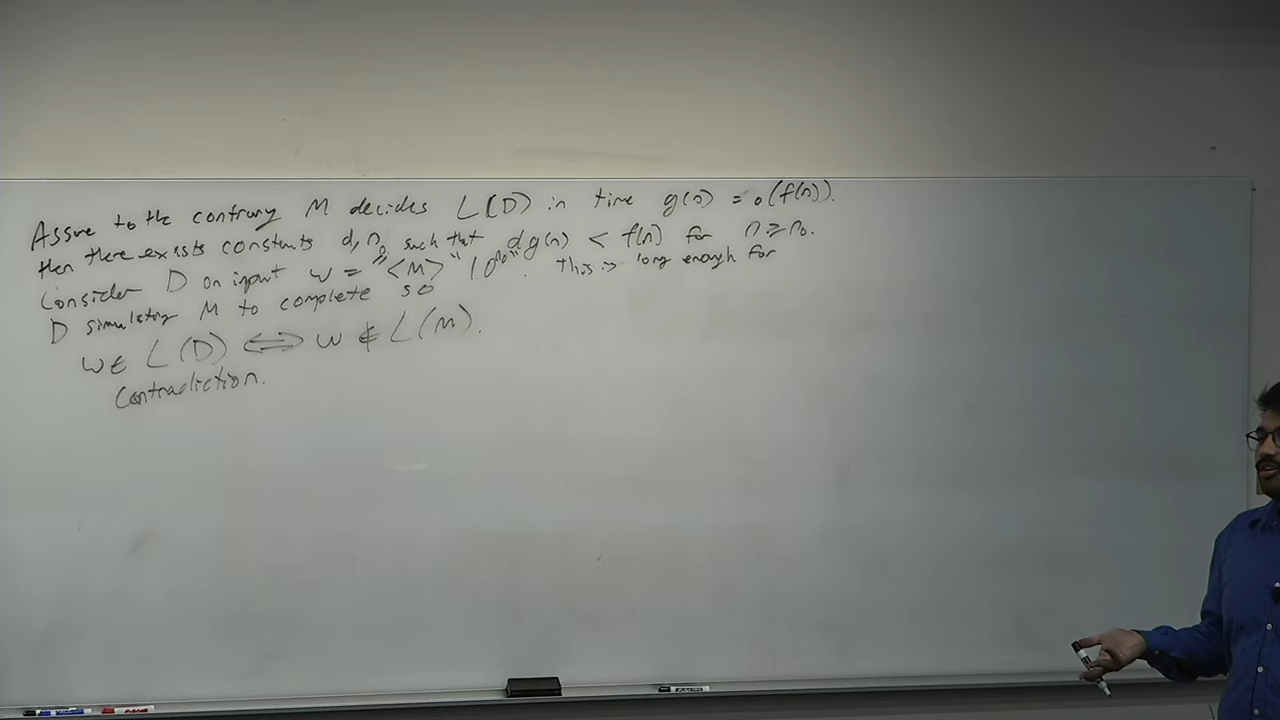 Assume to the contrary M decides L(D) in time g(n) = o(f(n)).
then there exists constants d, n₀ such that d g(n) < f(n) for n ≥ n₀.
Consider D on input w = "<M>" "10^n₀". This is long enough for
D simulating M to complete so
w ∈ L(D) ⟺ w ∉ L(M).
Contradiction.